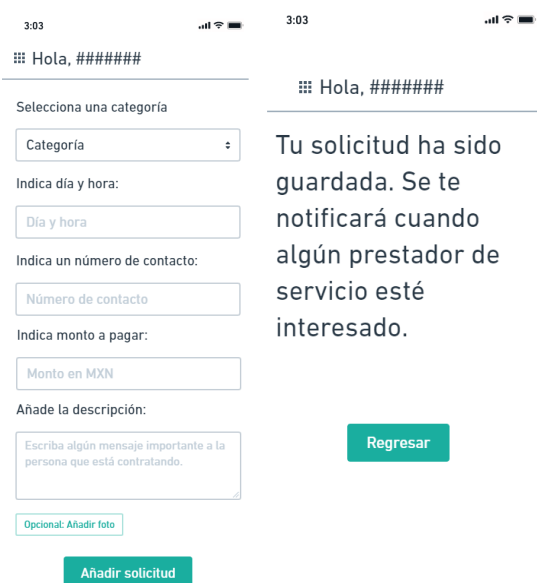 3:03
Hola, #######
Selecciona una categoría
Categoría
Indica día y hora:
Día y hora
Indica un número de contacto:
Número de contacto
Indica monto a pagar:
Monto en MXN
Añade la descripción:
Escriba algún mensaje importante a la
persona que está contratando.
Opcional: Añadir foto
Añadir solicitud
3:03
Hola, #######
Tu solicitud ha sido
guardada. Se te
notificará cuando
algún prestador de
servicio esté
interesado.
Regresar